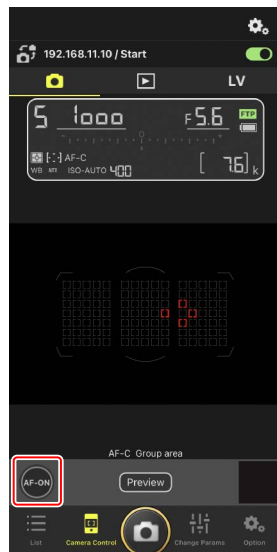 192.168.11.10 / Start
LV
S 1000 F5.6 FTP
AF-C
WB ISO-AUTO 400 [ 7.6] k
AF-C Group area
AF-ON Preview
List Camera Control Change Params Option